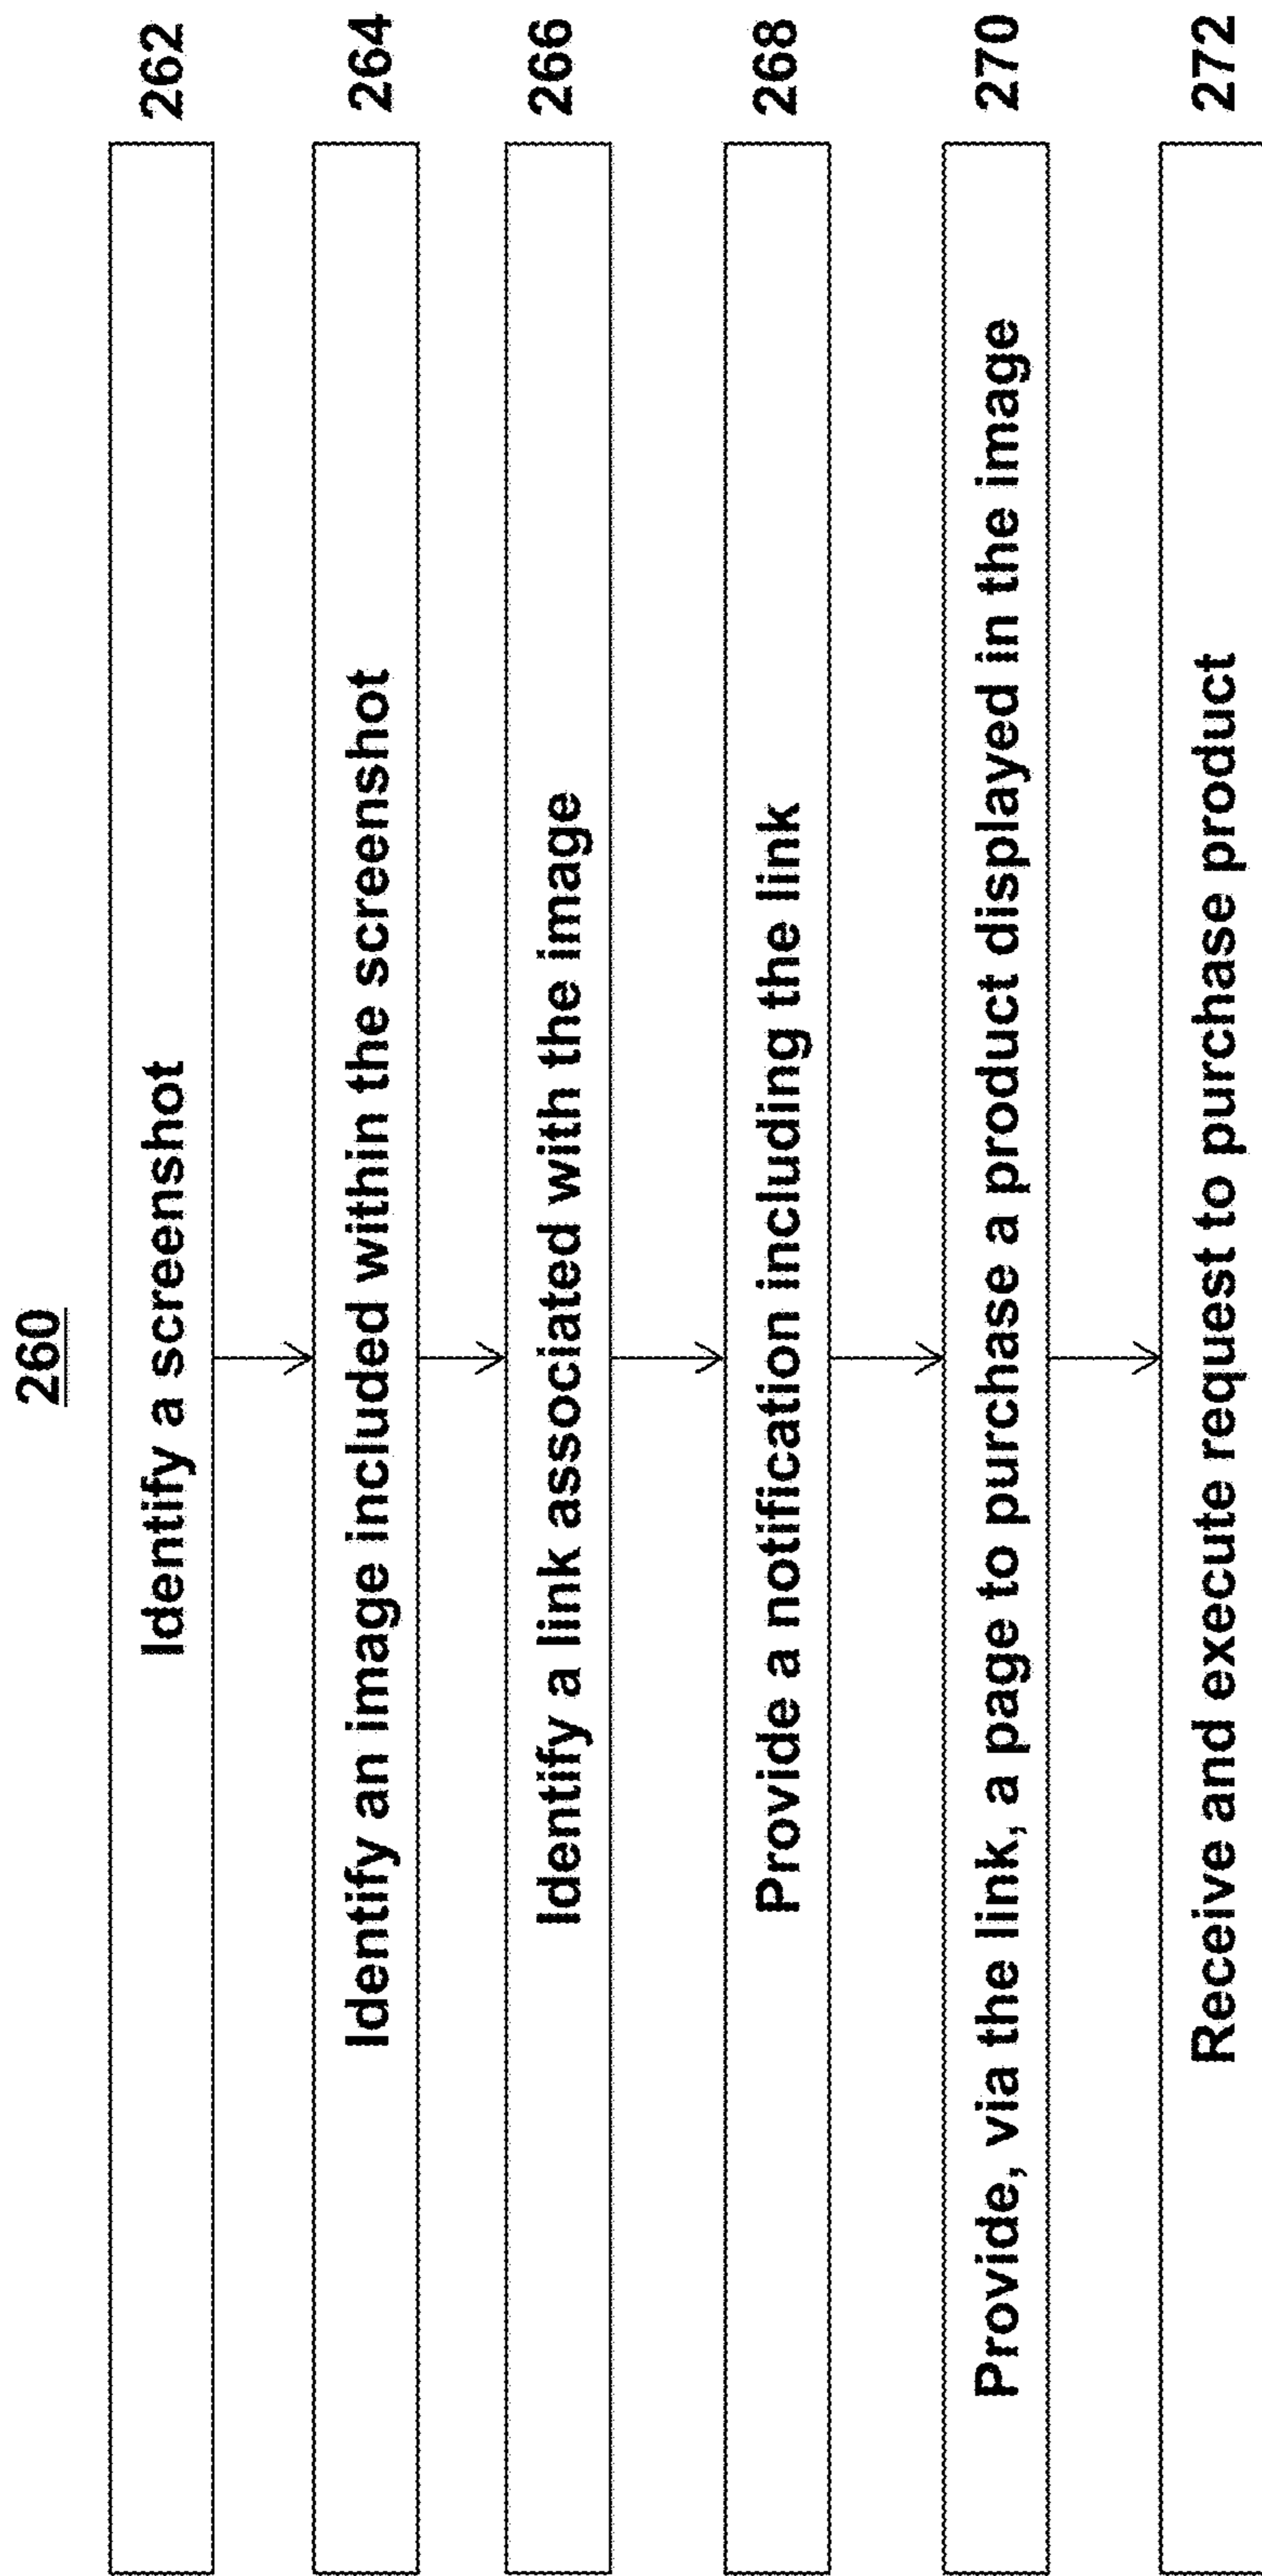 260
Identify a screenshot
262
Identify an image included within the screenshot
264
Identify a link associated with the image
266
Provide a notification including the link
268
Provide, via the link, a page to purchase a product displayed in the image
270
Receive and execute request to purchase product
272